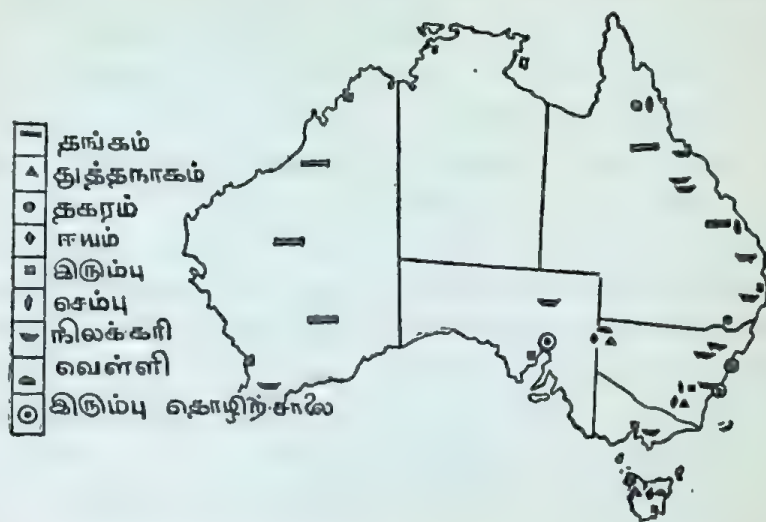 தங்கம்
துத்தநாகம்
தகரம்
ஈயம்
இரும்பு
செம்பு
நிலக்கரி
வெள்ளி
இரும்பு தொழிற்சாலை